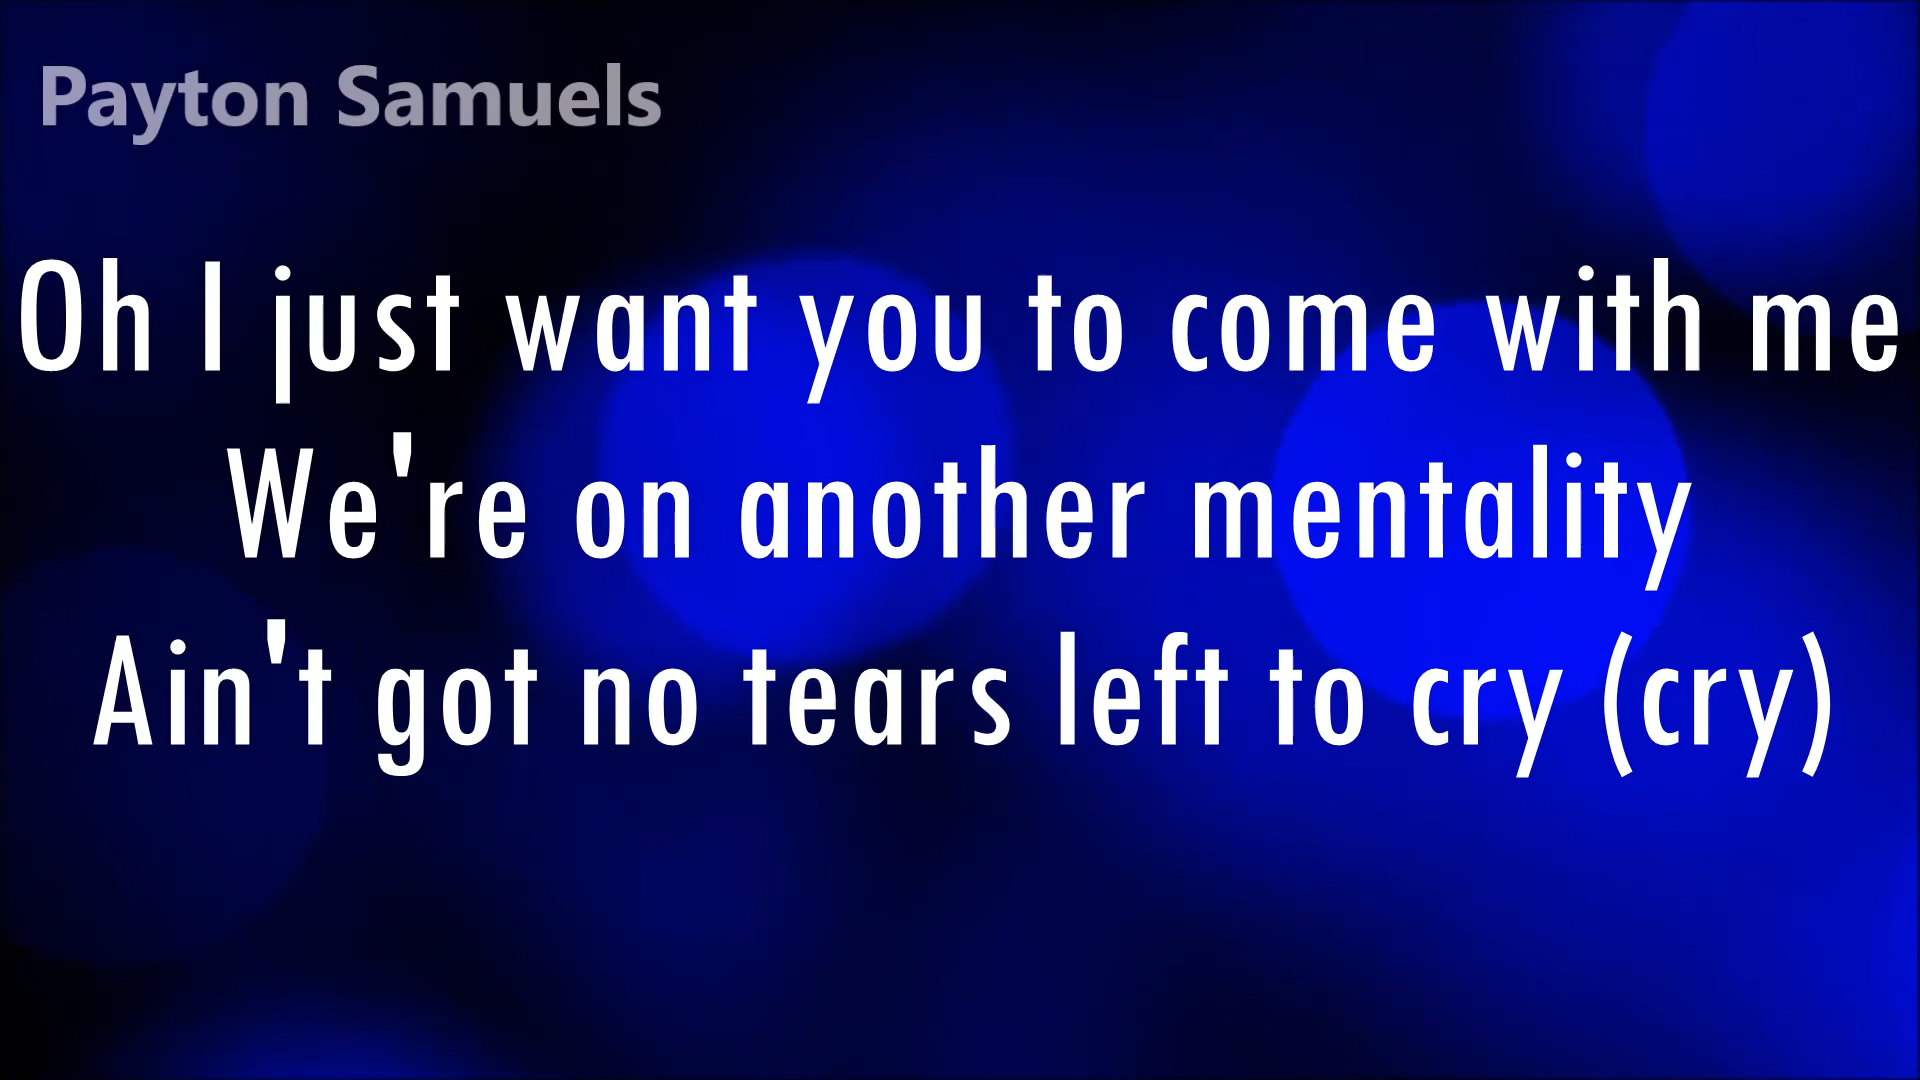 Payton Samuels
Oh I just want you to come with me
We're on another mentality
Ain't got no tears left to cry (cry)